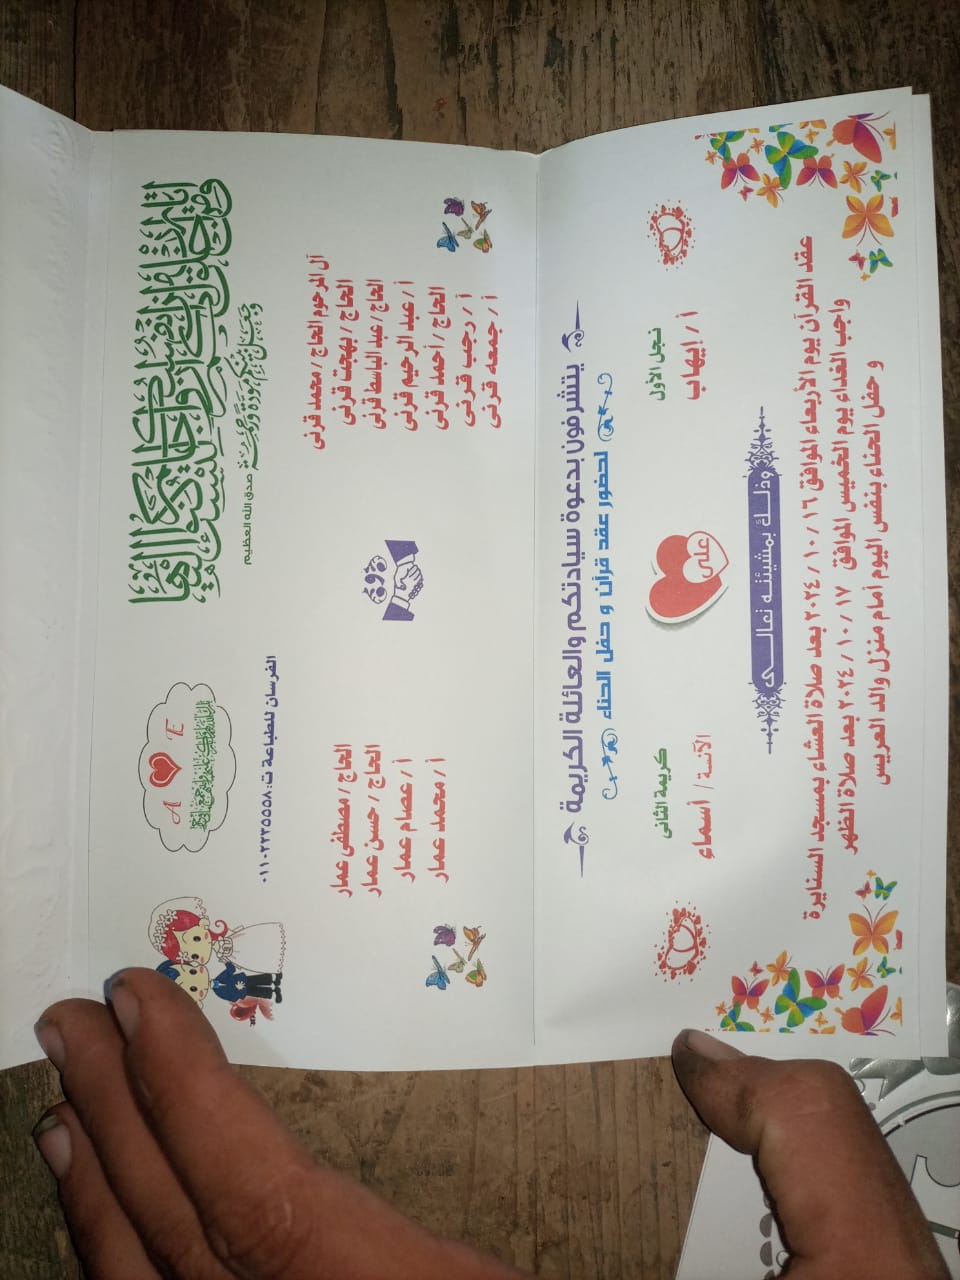 ومن آياته أن خلق لكم من أنفسكم أزواجا لتسكنوا إليها
وجعل بينكم مودة ورحمة صدق الله العظيم
A E
الفرسان للطباعة ت: ٠١١٠٢٢٣٥٥٥٨
آل المرحوم الحاج / محمد قرنى
الحاج / بهجت قرنى
الحاج / عبد الباسط قرنى
أ / عبد الرحيم قرنى
الحاج / أحمد قرنى
أ / رجب قرنى
أ / جمعه قرنى
و
الحاج / مصطفى عمار
الحاج / حسن عمار
أ / عصام عمار
أ / محمد عمار
يتشرفون بدعوة سيادتكم والعائلة الكريمة
لحضور عقد قرآن و حفل الحناء
نجل الأول
أ / إيهاب
على
كريمة الثانى
الآنسة / أسماء
وذلك بمشيئته تعالى
عقد القرآن يوم الأربعاء الموافق ١٦ / ١٠ / ٢٠٢٤ بعد صلاة العشاء بمسجد السنايرة
واجب الغداء يوم الخميس الموافق ١٧ / ١٠ / ٢٠٢٤ بعد صلاة الظهر
و حفل الحناء بنفس اليوم أمام منزل والد العريس